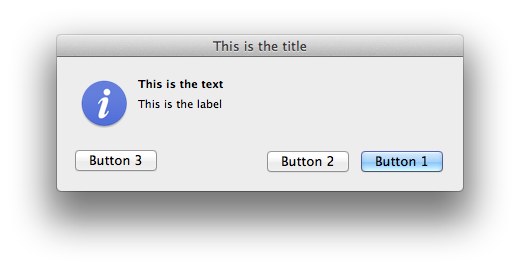 This is the title
This is the text
This is the label
Button 3 Button 2 Button 1